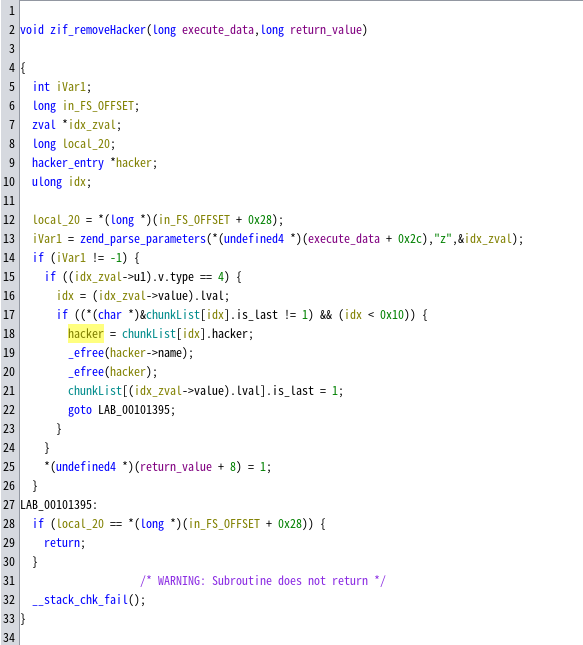 1
2 void zif_removeHacker(long execute_data,long return_value)
3
4 {
5 int iVar1;
6 long in_FS_OFFSET;
7 zval *idx_zval;
8 long local_20;
9 hacker_entry *hacker;
10 ulong idx;
11
12 local_20 = *(long *)(in_FS_OFFSET + 0x28);
13 iVar1 = zend_parse_parameters(*(undefined4 *)(execute_data + 0x2c),"z",&idx_zval);
14 if (iVar1 != -1) {
15 if ((idx_zval->u1).v.type == 4) {
16 idx = (idx_zval->value).lval;
17 if ((*(char *)&chunkList[idx].is_last != 1) && (idx < 0x10)) {
18 hacker = chunkList[idx].hacker;
19 _efree(hacker->name);
20 _efree(hacker);
21 chunkList[(idx_zval->value).lval].is_last = 1;
22 goto LAB_00101395;
23 }
24 }
25 *(undefined4 *)(return_value + 8) = 1;
26 }
27 LAB_00101395:
28 if (local_20 == *(long *)(in_FS_OFFSET + 0x28)) {
29 return;
30 }
31 /* WARNING: Subroutine does not return */
32 __stack_chk_fail();
33 }
34